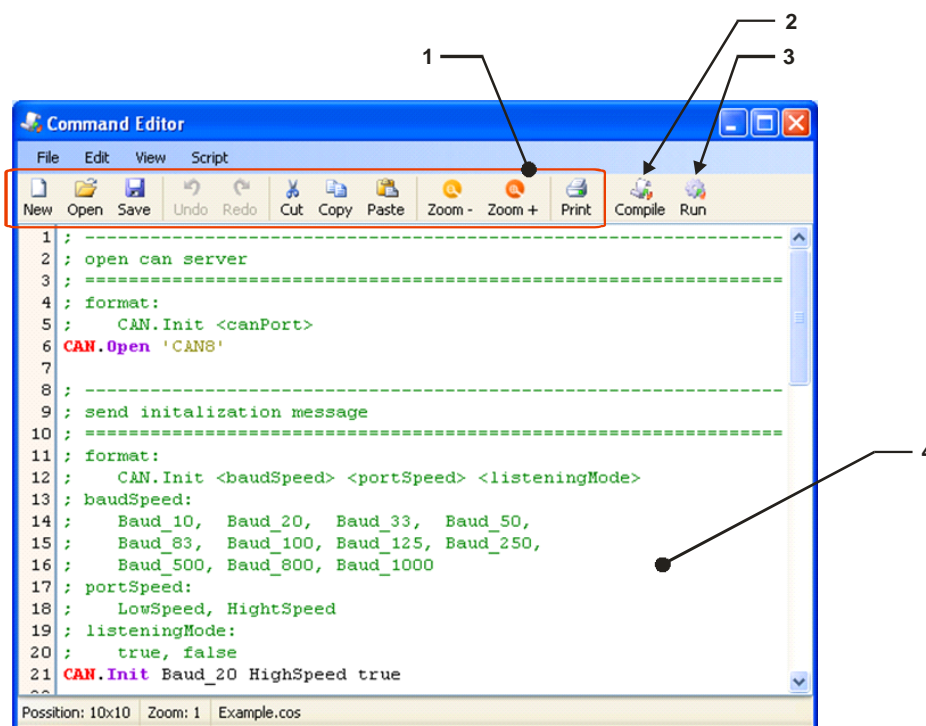 2
1
3
Command Editor
File Edit View Script
New Open Save Undo Redo Cut Copy Paste Zoom - Zoom + Print Compile Run
1 ; ----------------------------------------------------------------
2 ; open can server
3 ; ================================================================
4 ; format:
5 ;    CAN.Init <canPort>
6 CAN.Open 'CAN8'
7
8 ; ----------------------------------------------------------------
9 ; send initalization message
10 ; ================================================================
11 ; format:
4
12 ;    CAN.Init <baudSpeed> <portSpeed> <listeningMode>
13 ; baudSpeed:
14 ;    Baud_10,  Baud_20,  Baud_33,  Baud_50,
15 ;    Baud_83,  Baud_100, Baud_125, Baud_250,
16 ;    Baud_500, Baud_800, Baud_1000
17 ; portSpeed:
18 ;    LowSpeed, HightSpeed
19 ; listeningMode:
20 ;    true, false
21 CAN.Init Baud_20 HighSpeed true
Possition: 10x10 Zoom: 1 Example.cos